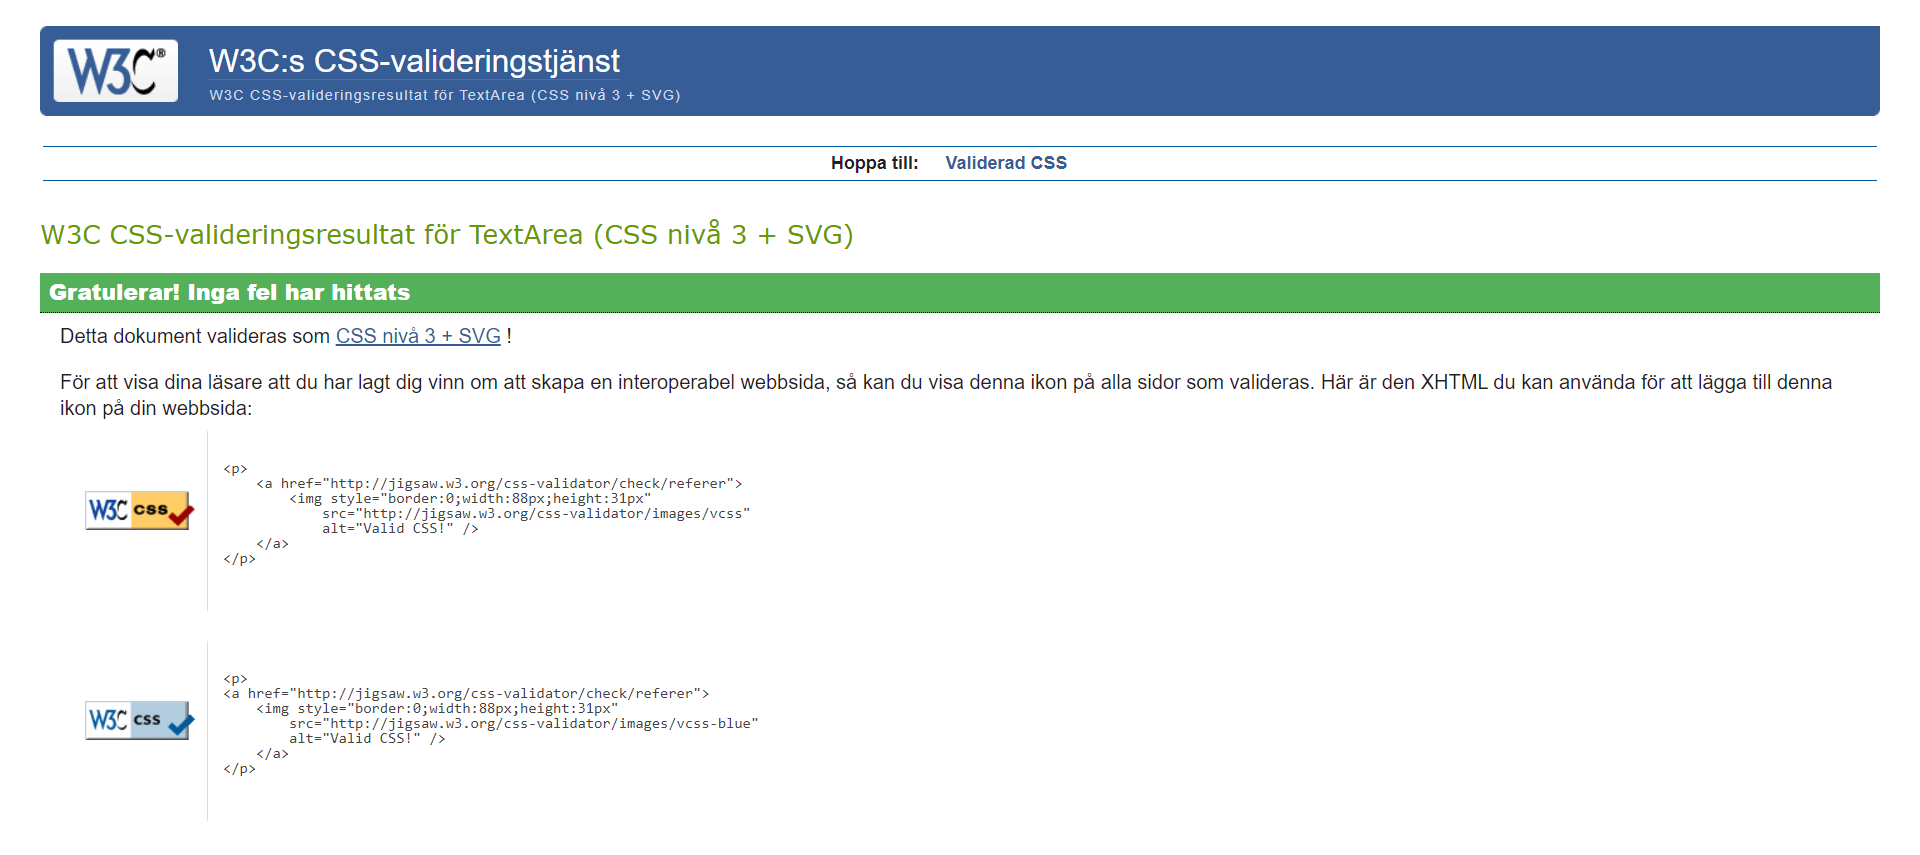 W3C®
W3C:s CSS-valideringstjänst
W3C CSS-valideringsresultat för TextArea (CSS nivå 3 + SVG)
Hoppa till: Validerad CSS
W3C CSS-valideringsresultat för TextArea (CSS nivå 3 + SVG)
Gratulerar! Inga fel har hittats
Detta dokument valideras som CSS nivå 3 + SVG !
För att visa dina läsare att du har lagt dig vinn om att skapa en interoperabel webbsida, så kan du visa denna ikon på alla sidor som valideras. Här är den XHTML du kan använda för att lägga till denna
ikon på din webbsida:
W3C css
<p>
    <a href="http://jigsaw.w3.org/css-validator/check/referer">
        <img style="border:0;width:88px;height:31px"
            src="http://jigsaw.w3.org/css-validator/images/vcss"
            alt="Valid CSS!" />
    </a>
</p>
W3C css
<p>
<a href="http://jigsaw.w3.org/css-validator/check/referer">
    <img style="border:0;width:88px;height:31px"
        src="http://jigsaw.w3.org/css-validator/images/vcss-blue"
        alt="Valid CSS!" />
    </a>
</p>